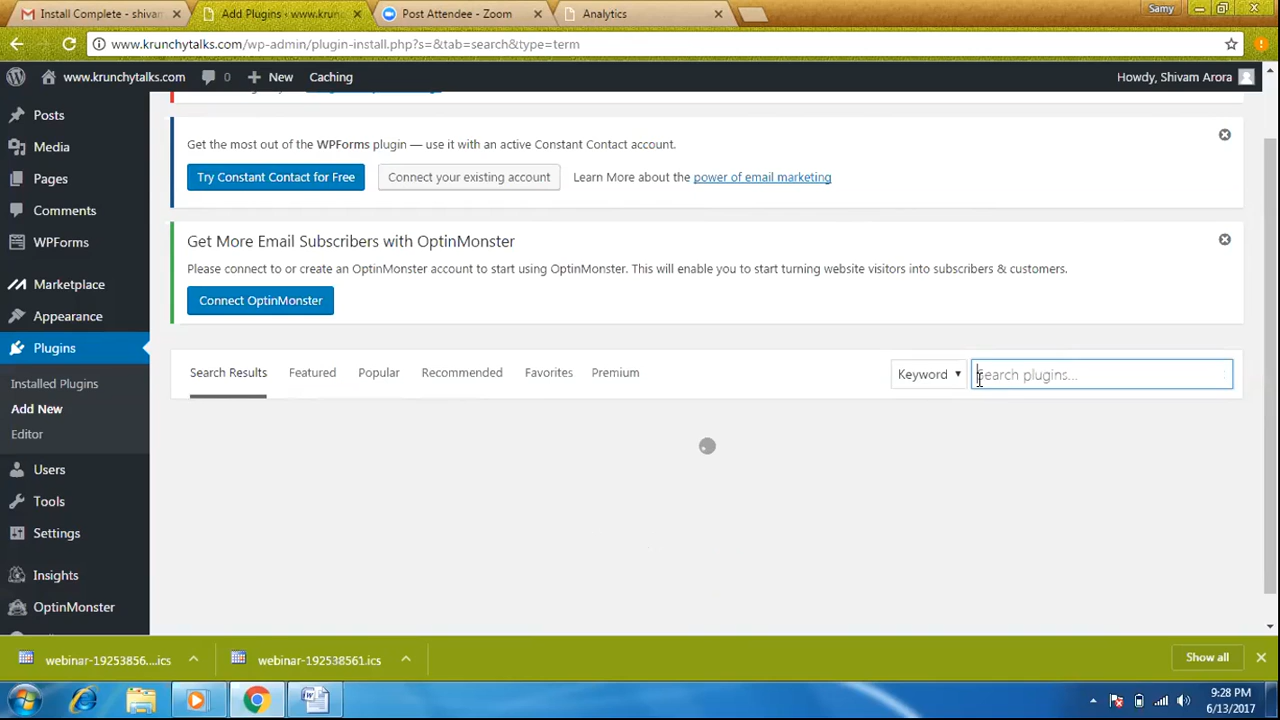 Install Complete - shivam
Add Plugins ‹ www.krunc
Post Attendee - Zoom
Analytics
Samy
www.krunchytalks.com/wp-admin/plugin-install.php?s=&tab=search&type=term
www.krunchytalks.com
0
New
Caching
Howdy, Shivam Arora
Posts
Media
Pages
Comments
WPForms
Marketplace
Appearance
Plugins
Installed Plugins
Add New
Editor
Users
Tools
Settings
Insights
OptinMonster
Get the most out of the WPForms plugin — use it with an active Constant Contact account.
Try Constant Contact for Free
Connect your existing account
Learn More about the power of email marketing
Get More Email Subscribers with OptinMonster
Please connect to or create an OptinMonster account to start using OptinMonster. This will enable you to start turning website visitors into subscribers & customers.
Connect OptinMonster
Search Results
Featured
Popular
Recommended
Favorites
Premium
Keyword
Search plugins...
webinar-19253856....ics
webinar-192538561.ics
Show all
9:28 PM
6/13/2017